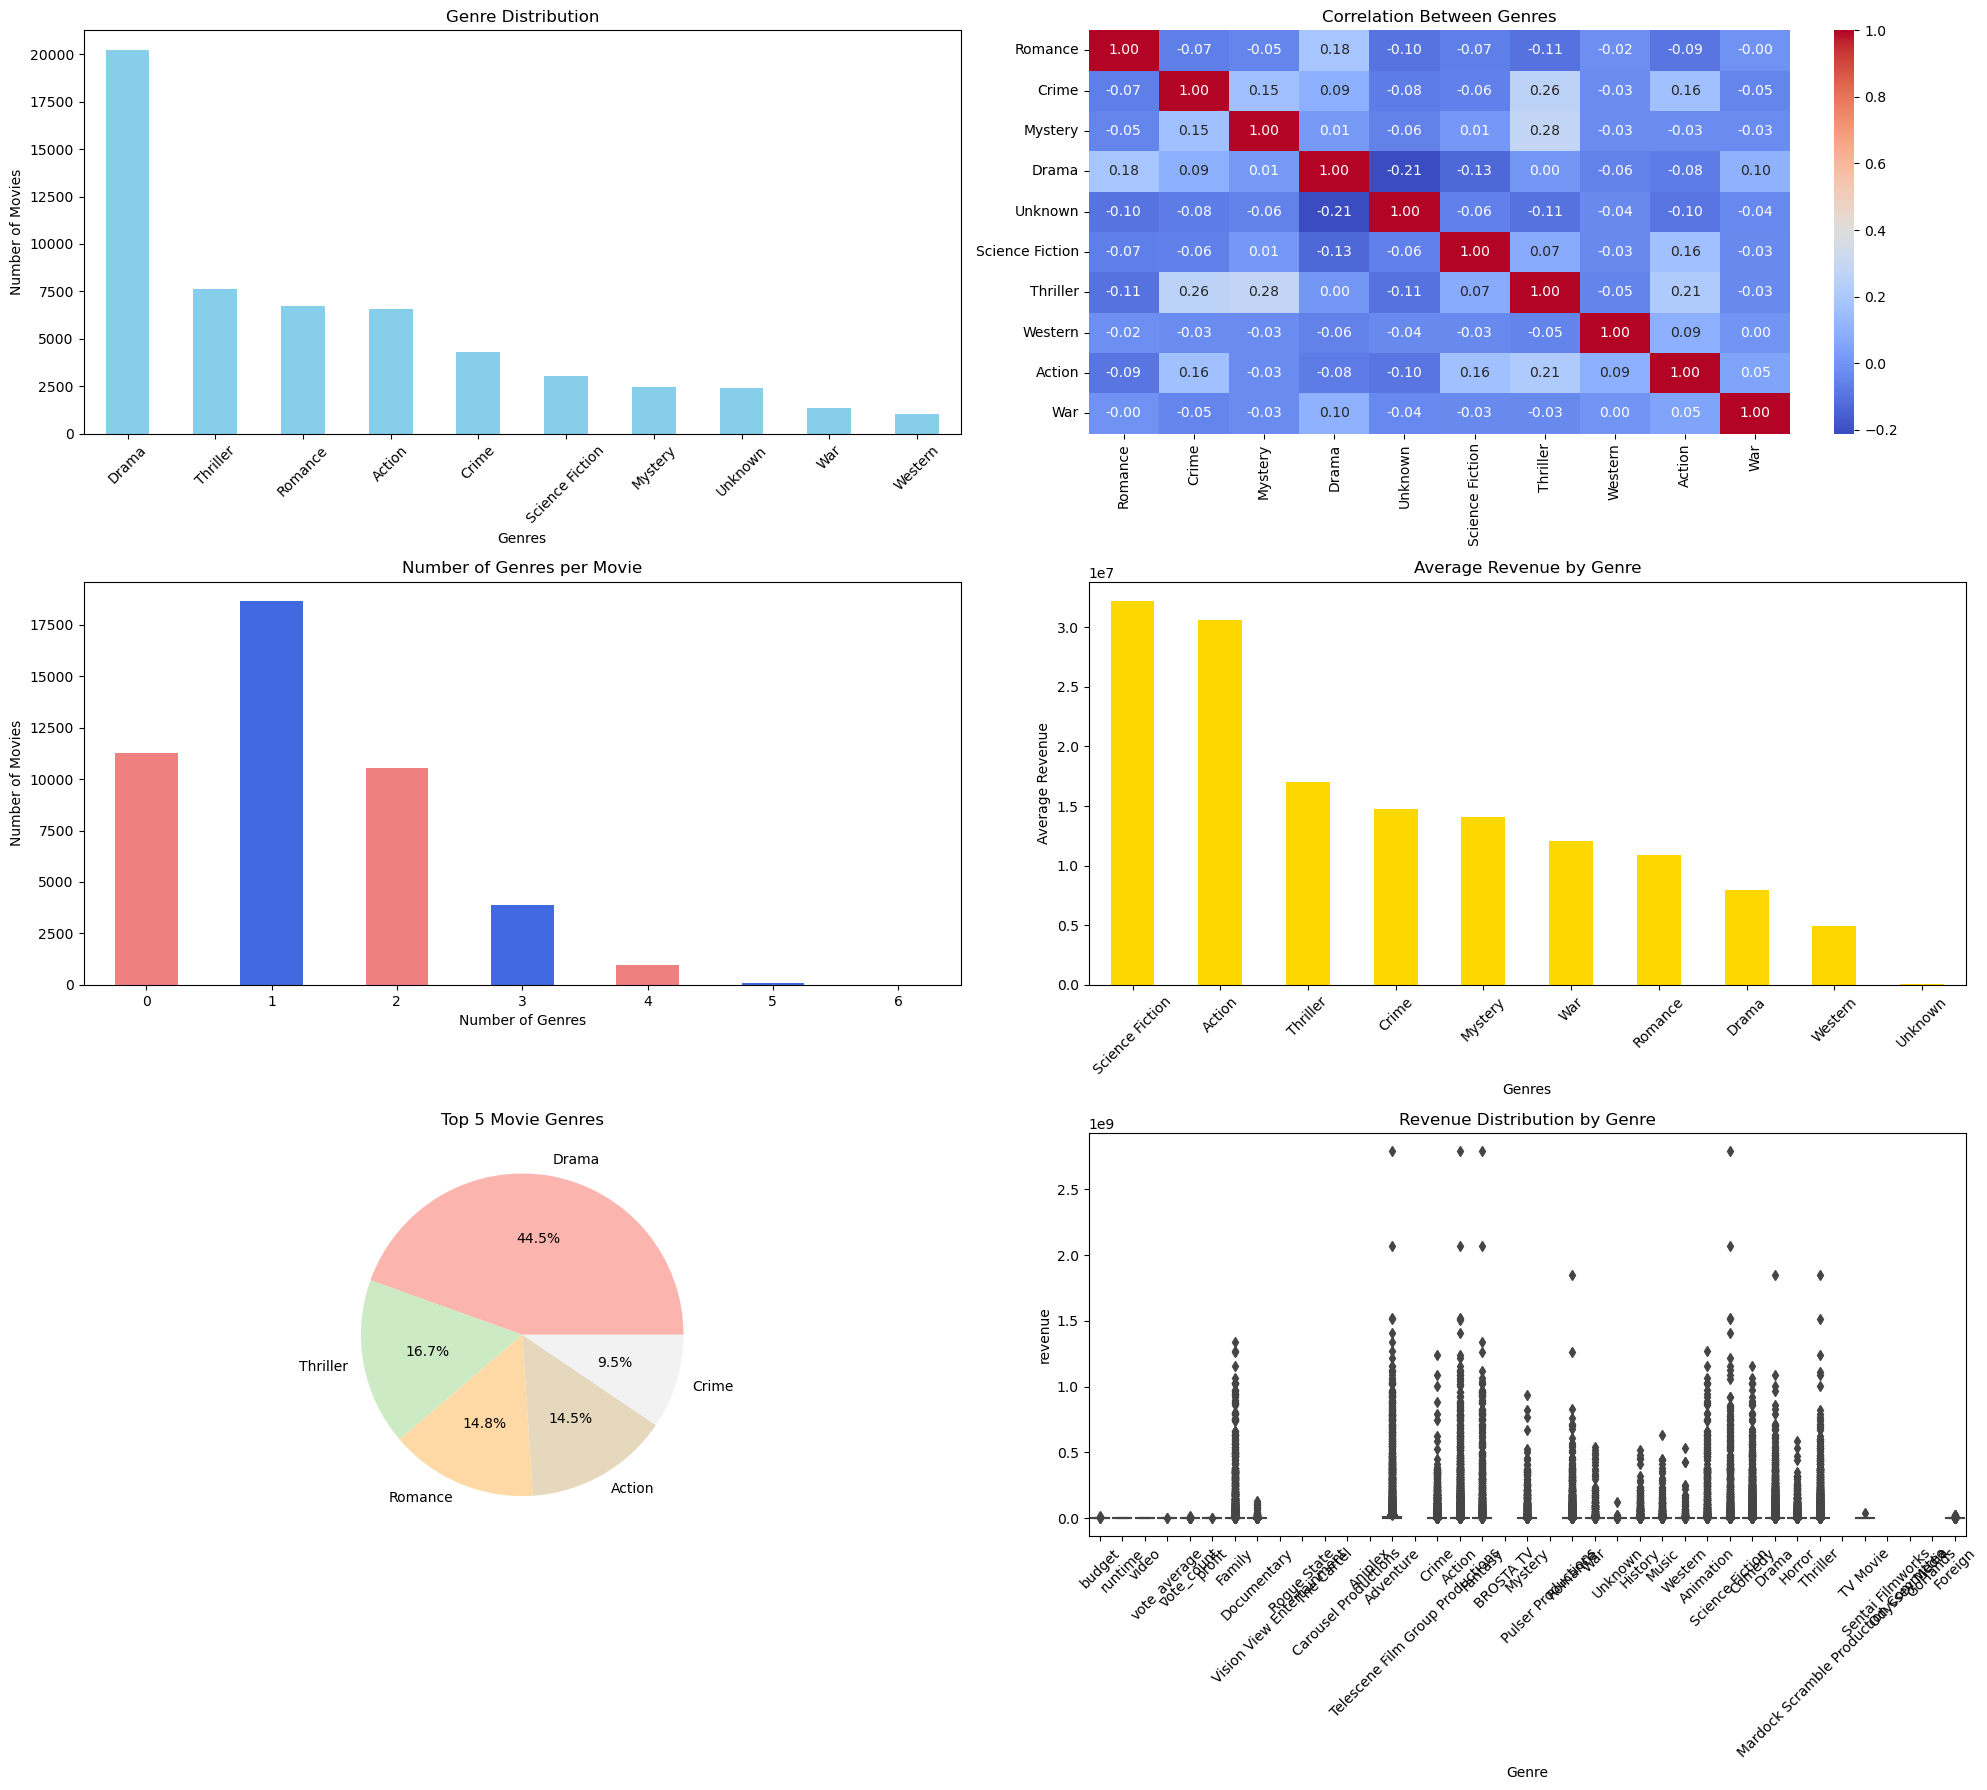 Genre Distribution
Number of Movies
20000
17500
15000
12500
10000
7500
5000
2500
0
Drama
Thriller
Romance
Action
Crime
Science Fiction
Mystery
Unknown
War
Western
Genres
Correlation Between Genres
Romance 1.00 -0.07 -0.05 0.18 -0.10 -0.07 -0.11 -0.02 -0.09 -0.00
Crime -0.07 1.00 0.15 0.09 -0.08 -0.06 0.26 -0.03 0.16 -0.05
Mystery -0.05 0.15 1.00 0.01 -0.06 0.01 0.28 -0.03 -0.03 -0.03
Drama 0.18 0.09 0.01 1.00 -0.21 -0.13 0.00 -0.06 -0.08 0.10
Unknown -0.10 -0.08 -0.06 -0.21 1.00 -0.06 -0.11 -0.04 -0.10 -0.04
Science Fiction -0.07 -0.06 0.01 -0.13 -0.06 1.00 0.07 -0.03 0.16 -0.03
Thriller -0.11 0.26 0.28 0.00 -0.11 0.07 1.00 -0.05 0.21 -0.03
Western -0.02 -0.03 -0.03 -0.06 -0.04 -0.03 -0.05 1.00 0.09 0.00
Action -0.09 0.16 -0.03 -0.08 -0.10 0.16 0.21 0.09 1.00 0.05
War -0.00 -0.05 -0.03 0.10 -0.04 -0.03 -0.03 0.00 0.05 1.00
Romance
Crime
Mystery
Drama
Unknown
Science Fiction
Thriller
Western
Action
War
1.0
0.8
0.6
0.4
0.2
0.0
−0.2
Number of Genres per Movie
Number of Movies
17500
15000
12500
10000
7500
5000
2500
0
0 1 2 3 4 5 6
Number of Genres
Average Revenue by Genre
1e7
Average Revenue
3.0
2.5
2.0
1.5
1.0
0.5
0.0
Science Fiction
Action
Thriller
Crime
Mystery
War
Romance
Drama
Western
Unknown
Genres
Top 5 Movie Genres
Drama
44.5%
Thriller
16.7%
Romance
14.8%
Action
14.5%
Crime
9.5%
Revenue Distribution by Genre
1e9
revenue
2.5
2.0
1.5
1.0
0.5
0.0
budget
runtime
video
vote_average
vote_count
profit
Family
Documentary
Vision View Entertainment
Rogue State
The Cartel
Carousel Productions
Aniplex
Adventure
Telescene Film Group Productions
Crime
Action
Fantasy
BROSTA TV
Mystery
Pulser Productions
Romance
War
Unknown
History
Music
Western
Animation
Science Fiction
Comedy
Drama
Horror
Thriller
TV Movie
Mardock Scramble Production
Sentai Filmworks
Foreign
Genre